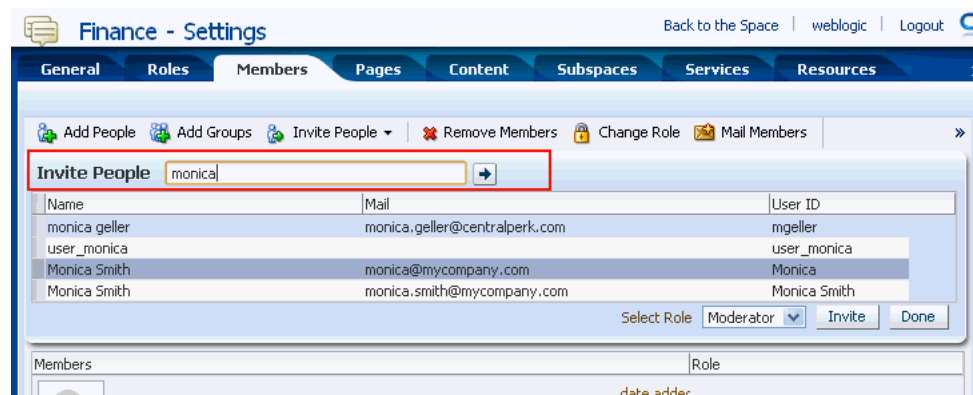 Finance - Settings
Back to the Space weblogic Logout
General Roles Members Pages Content Subspaces Services Resources
Add People Add Groups Invite People Remove Members Change Role Mail Members »
Invite People monica
Name Mail User ID
monica geller monica.geller@centralperk.com mgeller
user_monica user_monica
Monica Smith monica@mycompany.com Monica
Monica Smith monica.smith@mycompany.com Monica Smith
Select Role Moderator Invite Done
Members Role
date added